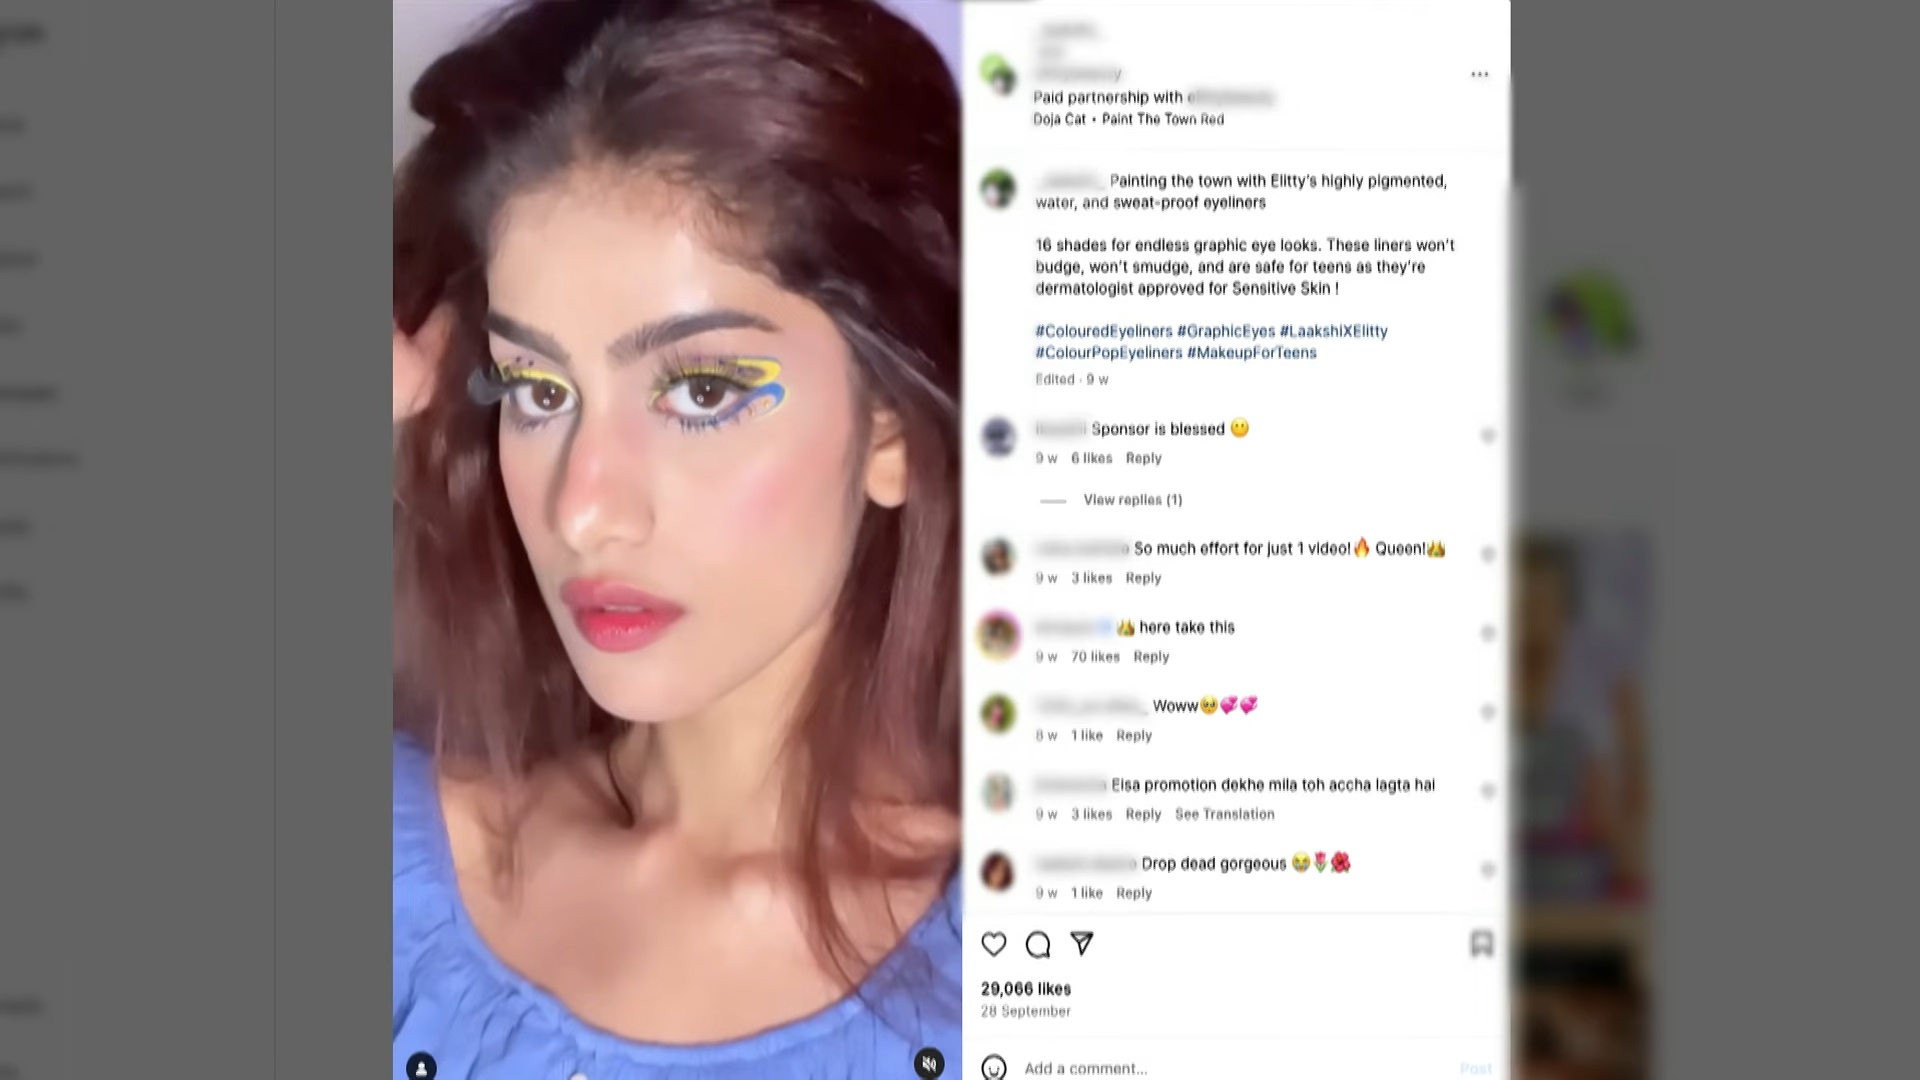 Paid partnership with
Doja Cat • Paint The Town Red
Painting the town with Elitty's highly pigmented,
water, and sweat-proof eyeliners
16 shades for endless graphic eye looks. These liners won't
budge, won't smudge, and are safe for teens as they're
dermatologist approved for Sensitive Skin !
#ColouredEyeliners #GraphicEyes #LaakshiXElitty
#ColourPopEyeliners #MakeupForTeens
Edited · 9 w
Sponsor is blessed 😶
9 w 6 likes Reply
View replies (1)
So much effort for just 1 video!🔥 Queen!👑
9 w 3 likes Reply
👑 here take this
9 w 70 likes Reply
Woww🥺💞💞
8 w 1 like Reply
Eisa promotion dekhe mila toh accha lagta hai
9 w 3 likes Reply See Translation
Drop dead gorgeous 😭🌷🌺
9 w 1 like Reply
29,066 likes
28 September
Add a comment...
Post